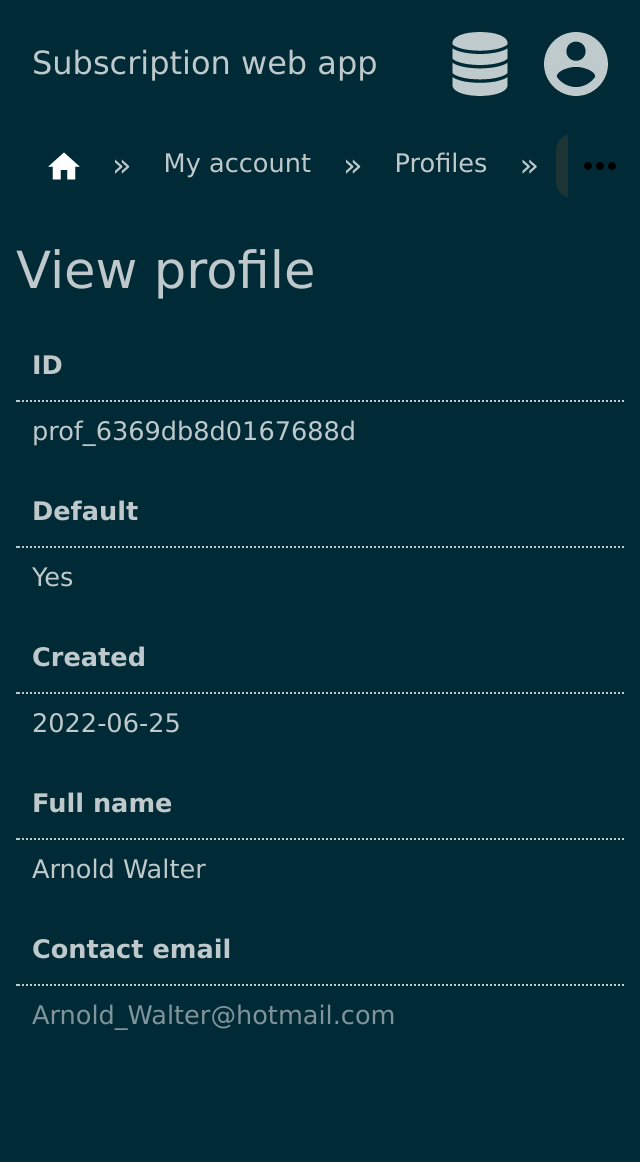 Subscription web app
» My account » Profiles » •••
View profile
ID
prof_6369db8d0167688d
Default
Yes
Created
2022-06-25
Full name
Arnold Walter
Contact email
Arnold_Walter@hotmail.com